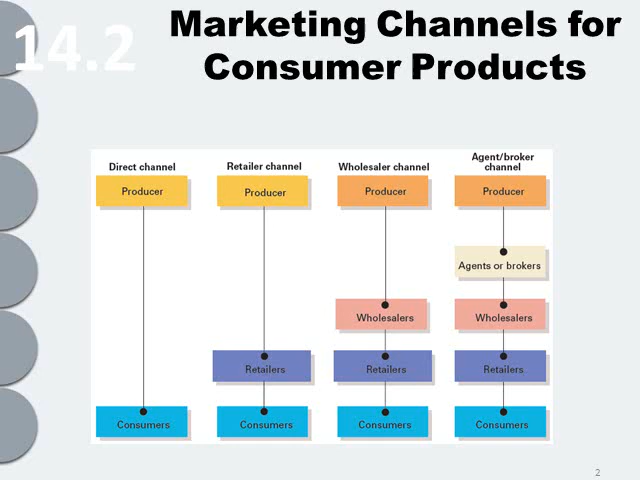 14.2
Marketing Channels for
Consumer Products
Direct channel
Retailer channel
Wholesaler channel
Agent/broker
channel
Producer
Producer
Producer
Producer
Agents or brokers
Wholesalers
Wholesalers
Retailers
Retailers
Retailers
Consumers
Consumers
Consumers
Consumers
2